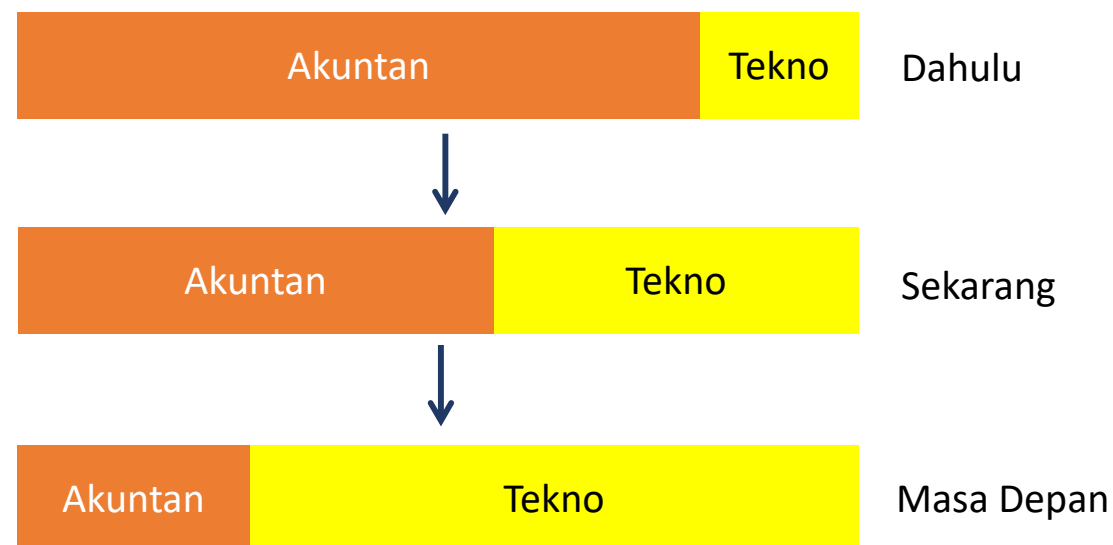 Akuntan Tekno Dahulu
Akuntan Tekno Sekarang
Akuntan Tekno Masa Depan